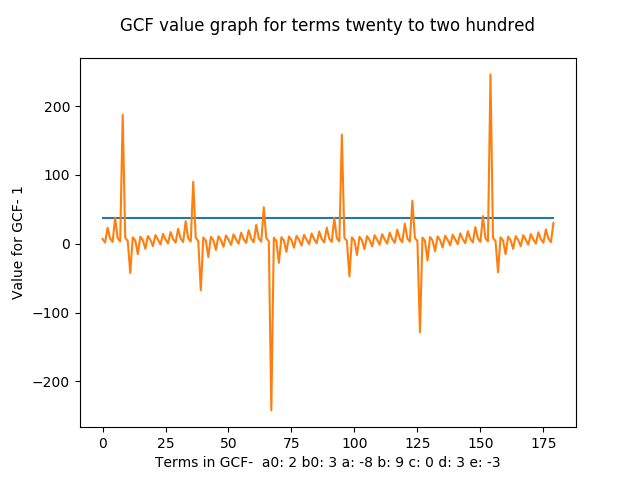 GCF value graph for terms twenty to two hundred
Value for GCF- 1
200
100
0
−100
−200
0 25 50 75 100 125 150 175
Terms in GCF-  a0: 2 b0: 3 a: -8 b: 9 c: 0 d: 3 e: -3